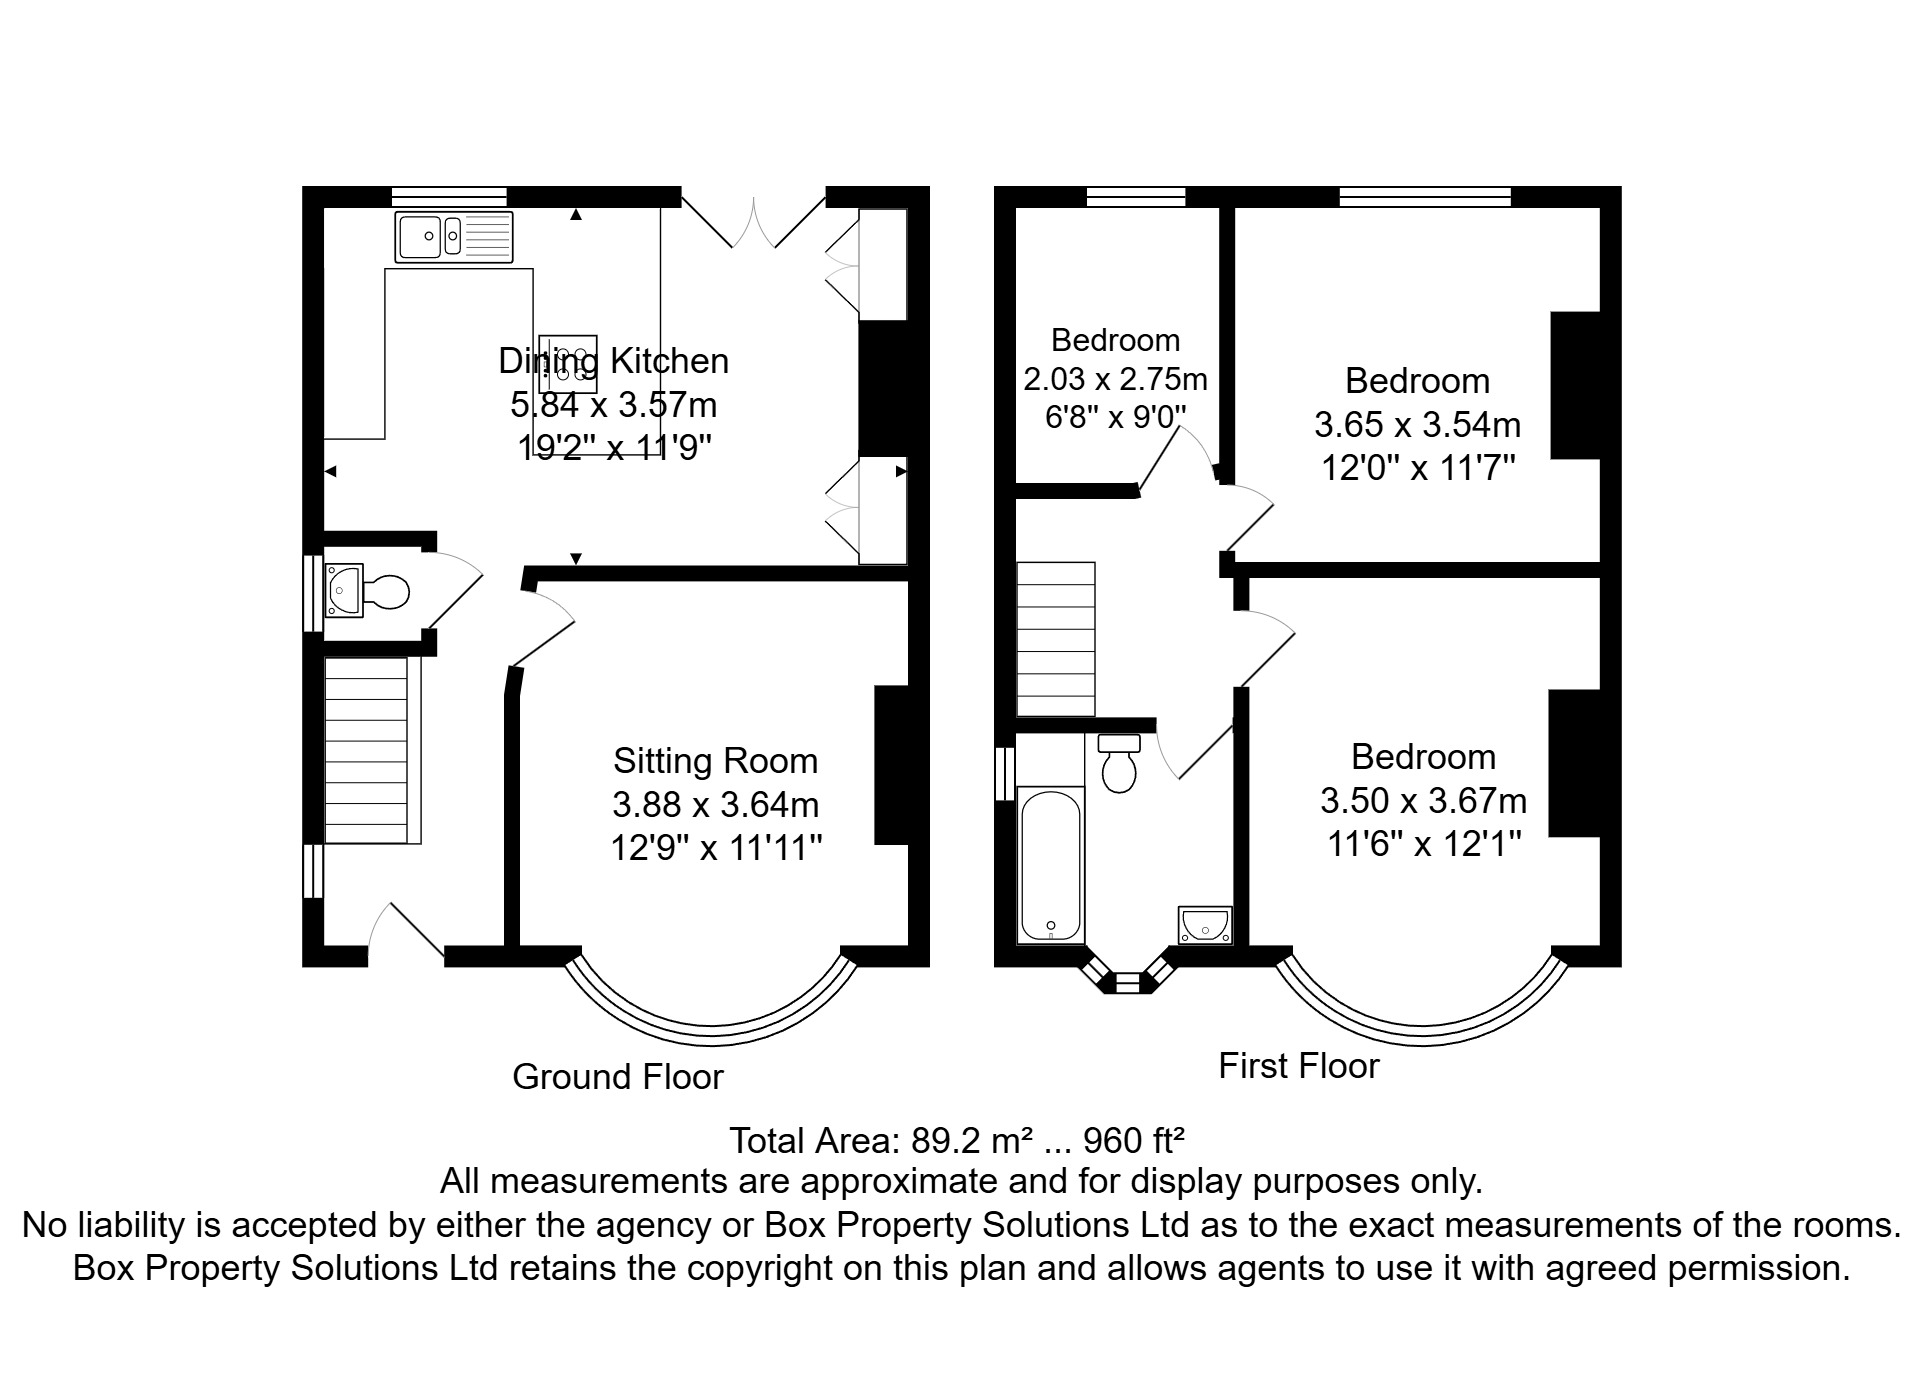 Dining Kitchen
5.84 x 3.57m
19'2" x 11'9"
Sitting Room
3.88 x 3.64m
12'9" x 11'11"
Ground Floor
Bedroom
2.03 x 2.75m
6'8" x 9'0"
Bedroom
3.65 x 3.54m
12'0" x 11'7"
Bedroom
3.50 x 3.67m
11'6" x 12'1"
First Floor
Total Area: 89.2 m² ... 960 ft²
All measurements are approximate and for display purposes only.
No liability is accepted by either the agency or Box Property Solutions Ltd as to the exact measurements of the rooms.
Box Property Solutions Ltd retains the copyright on this plan and allows agents to use it with agreed permission.